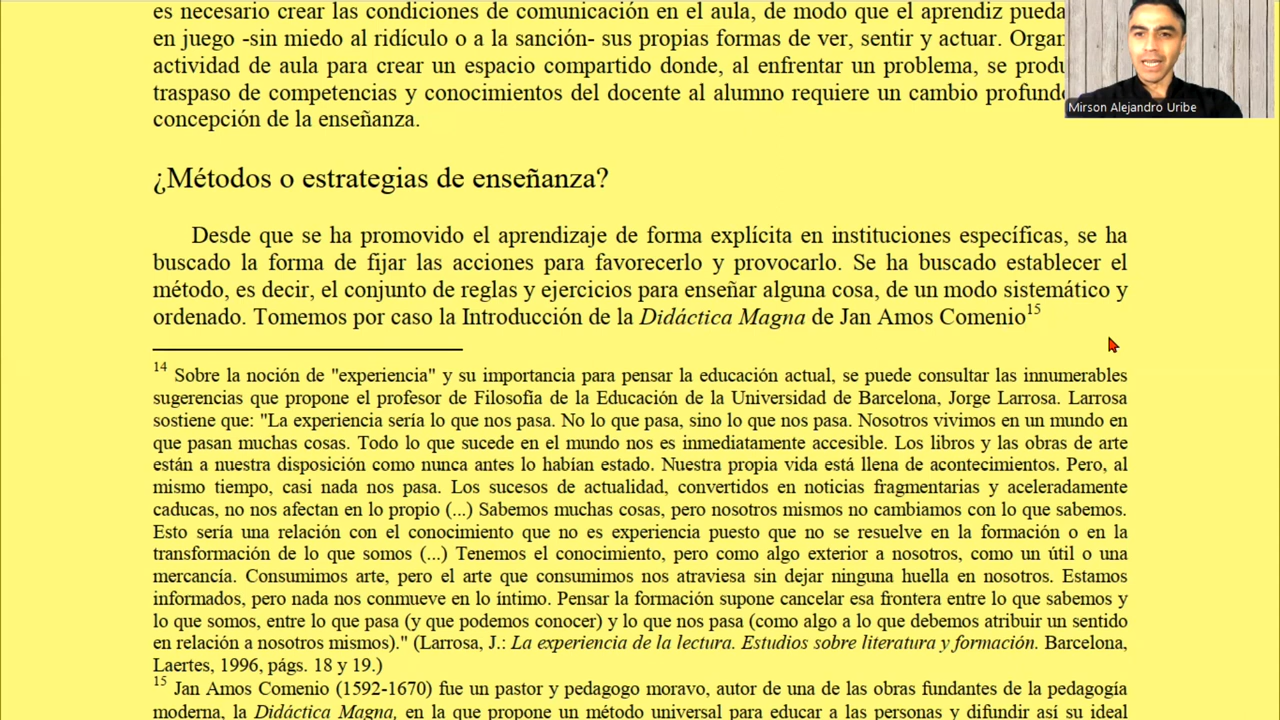 es necesario crear las condiciones de comunicación en el aula, de modo que el aprendiz pueda
en juego -sin miedo al ridículo o a la sanción- sus propias formas de ver, sentir y actuar. Organ
actividad de aula para crear un espacio compartido donde, al enfrentar un problema, se produ
traspaso de competencias y conocimientos del docente al alumno requiere un cambio profund
concepción de la enseñanza.
Mirson Alejandro Uribe
¿Métodos o estrategias de enseñanza?
Desde que se ha promovido el aprendizaje de forma explícita en instituciones específicas, se ha
buscado la forma de fijar las acciones para favorecerlo y provocarlo. Se ha buscado establecer el
método, es decir, el conjunto de reglas y ejercicios para enseñar alguna cosa, de un modo sistemático y
ordenado. Tomemos por caso la Introducción de la Didáctica Magna de Jan Amos Comenio15
14 Sobre la noción de "experiencia" y su importancia para pensar la educación actual, se puede consultar las innumerables
sugerencias que propone el profesor de Filosofía de la Educación de la Universidad de Barcelona, Jorge Larrosa. Larrosa
sostiene que: "La experiencia sería lo que nos pasa. No lo que pasa, sino lo que nos pasa. Nosotros vivimos en un mundo en
que pasan muchas cosas. Todo lo que sucede en el mundo nos es inmediatamente accesible. Los libros y las obras de arte
están a nuestra disposición como nunca antes lo habían estado. Nuestra propia vida está llena de acontecimientos. Pero, al
mismo tiempo, casi nada nos pasa. Los sucesos de actualidad, convertidos en noticias fragmentarias y aceleradamente
caducas, no nos afectan en lo propio (...) Sabemos muchas cosas, pero nosotros mismos no cambiamos con lo que sabemos.
Esto sería una relación con el conocimiento que no es experiencia puesto que no se resuelve en la formación o en la
transformación de lo que somos (...) Tenemos el conocimiento, pero como algo exterior a nosotros, como un útil o una
mercancía. Consumimos arte, pero el arte que consumimos nos atraviesa sin dejar ninguna huella en nosotros. Estamos
informados, pero nada nos conmueve en lo íntimo. Pensar la formación supone cancelar esa frontera entre lo que sabemos y
lo que somos, entre lo que pasa (y que podemos conocer) y lo que nos pasa (como algo a lo que debemos atribuir un sentido
en relación a nosotros mismos)." (Larrosa, J.: La experiencia de la lectura. Estudios sobre literatura y formación. Barcelona,
Laertes, 1996, págs. 18 y 19.)
15 Jan Amos Comenio (1592-1670) fue un pastor y pedagogo moravo, autor de una de las obras fundantes de la pedagogía
moderna, la Didáctica Magna, en la que propone un método universal para educar a las personas y difundir así su ideal